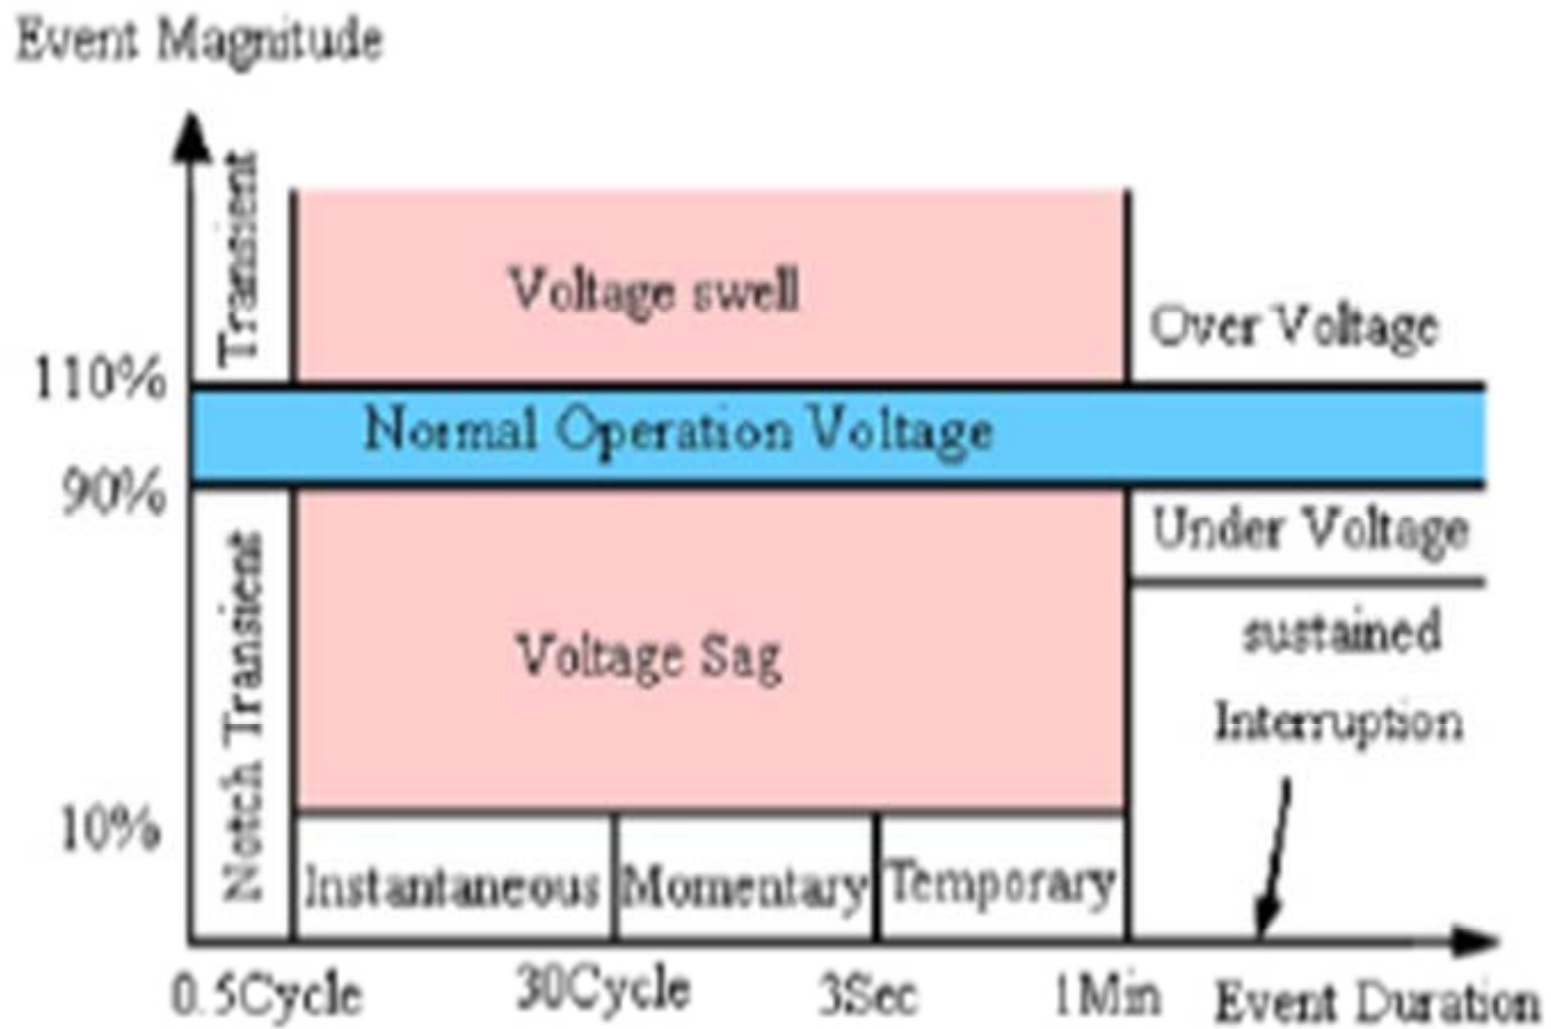 Event Magnitude
Transient
Voltage swell
Over Voltage
110%
Normal Operation Voltage
90%
Under Voltage
Notch Transient
Voltage Sag
sustained
Interruption
10%
Instantaneous
Momentary
Temporary
0.5Cycle
30Cycle
3Sec
1Min
Event Duration